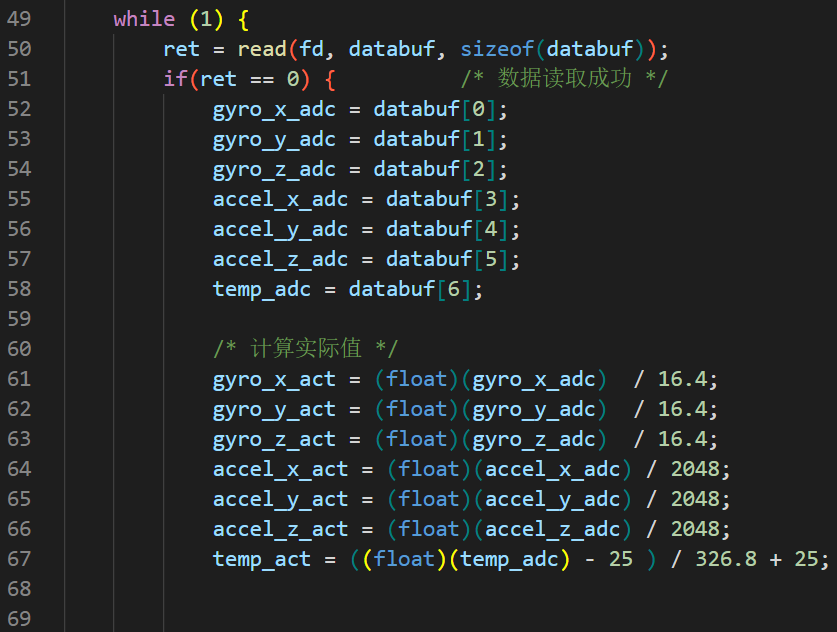 49 while (1) {
50 ret = read(fd, databuf, sizeof(databuf));
51 if(ret == 0) { /* 数据读取成功 */
52 gyro_x_adc = databuf[0];
53 gyro_y_adc = databuf[1];
54 gyro_z_adc = databuf[2];
55 accel_x_adc = databuf[3];
56 accel_y_adc = databuf[4];
57 accel_z_adc = databuf[5];
58 temp_adc = databuf[6];
59
60 /* 计算实际值 */
61 gyro_x_act = (float)(gyro_x_adc)  / 16.4;
62 gyro_y_act = (float)(gyro_y_adc)  / 16.4;
63 gyro_z_act = (float)(gyro_z_adc)  / 16.4;
64 accel_x_act = (float)(accel_x_adc) / 2048;
65 accel_y_act = (float)(accel_y_adc) / 2048;
66 accel_z_act = (float)(accel_z_adc) / 2048;
67 temp_act = ((float)(temp_adc) - 25 ) / 326.8 + 25;
68
69